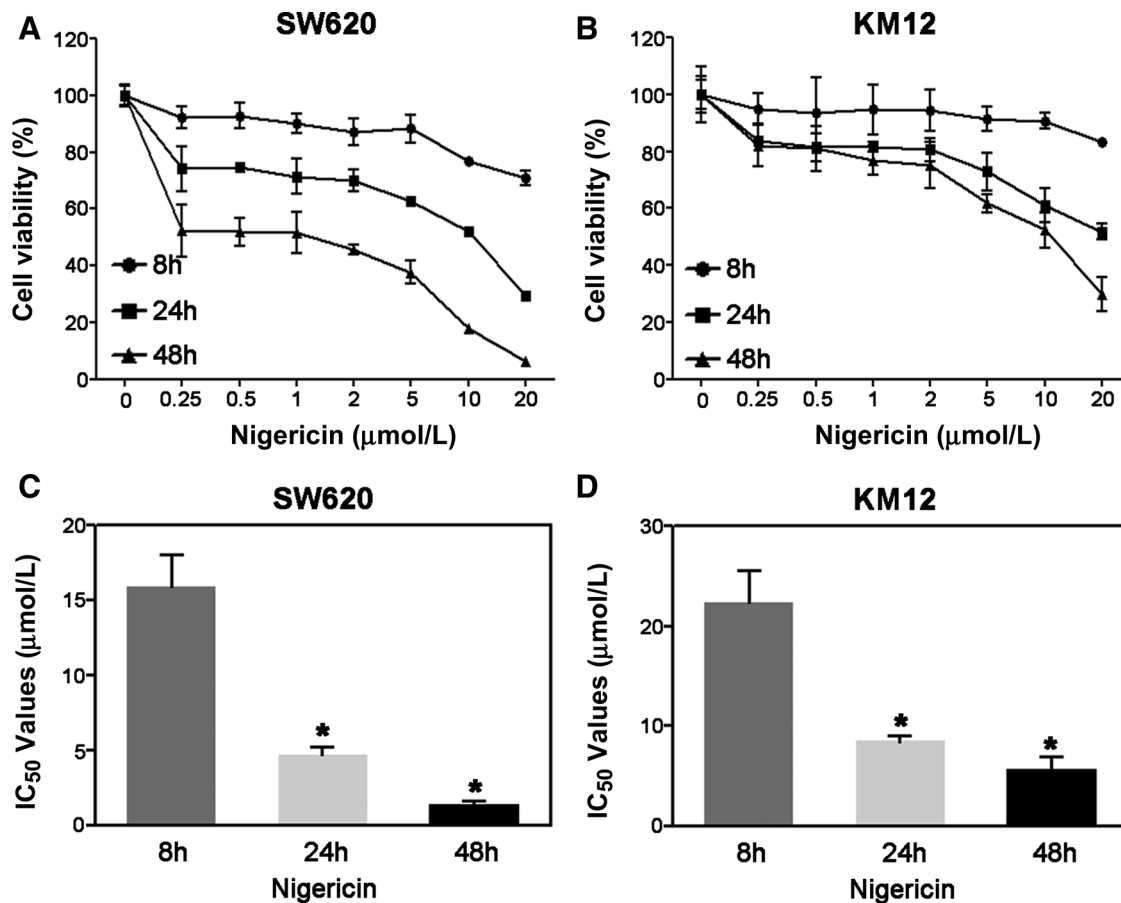 A
SW620
120
100
80
60
40
20
0
Cell viability (%)
8h
24h
48h
0 0.25 0.5 1 2 5 10 20
Nigericin (μmol/L)
B
KM12
120
100
80
60
40
20
0
Cell viability (%)
8h
24h
48h
0 0.25 0.5 1 2 5 10 20
Nigericin (μmol/L)
C
SW620
20
15
10
5
0
IC50 Values (μmol/L)
*
*
8h 24h 48h
Nigericin
D
KM12
30
20
10
0
IC50 Values (μmol/L)
*
*
8h 24h 48h
Nigericin